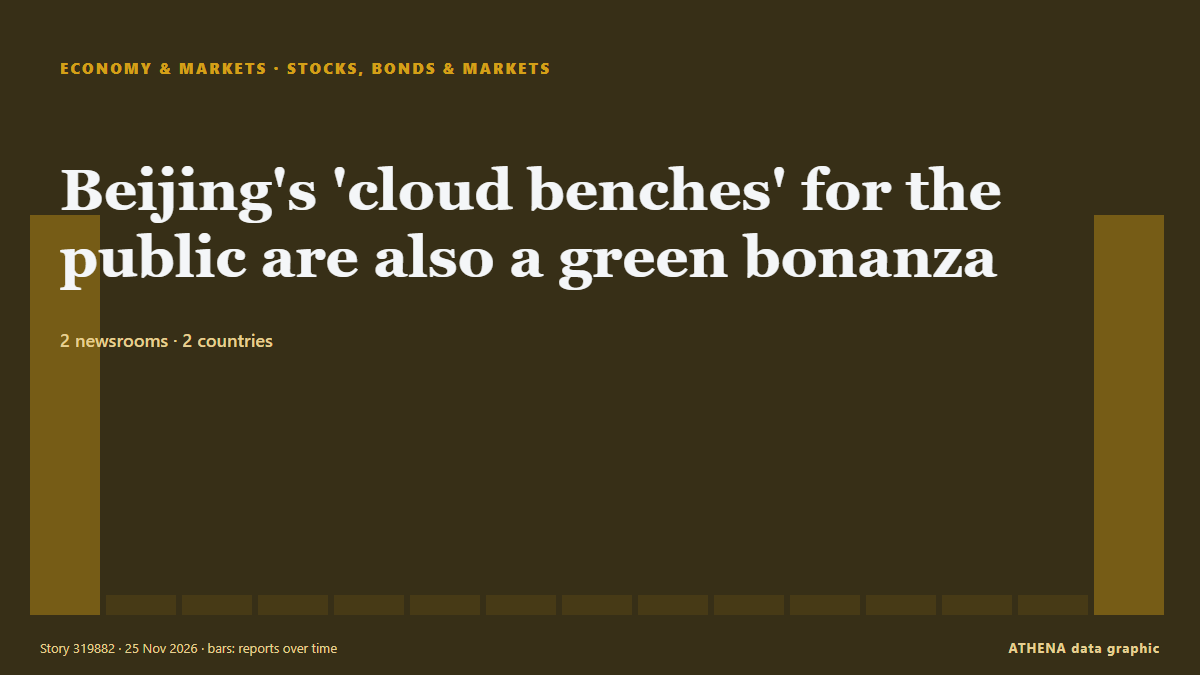 ECONOMY & MARKETS · STOCKS, BONDS & MARKETS
Beijing's 'cloud benches' for the
public are also a green bonanza
2 newsrooms · 2 countries
Story 319882 · 25 Nov 2026 · bars: reports over time
ATHENA data graphic